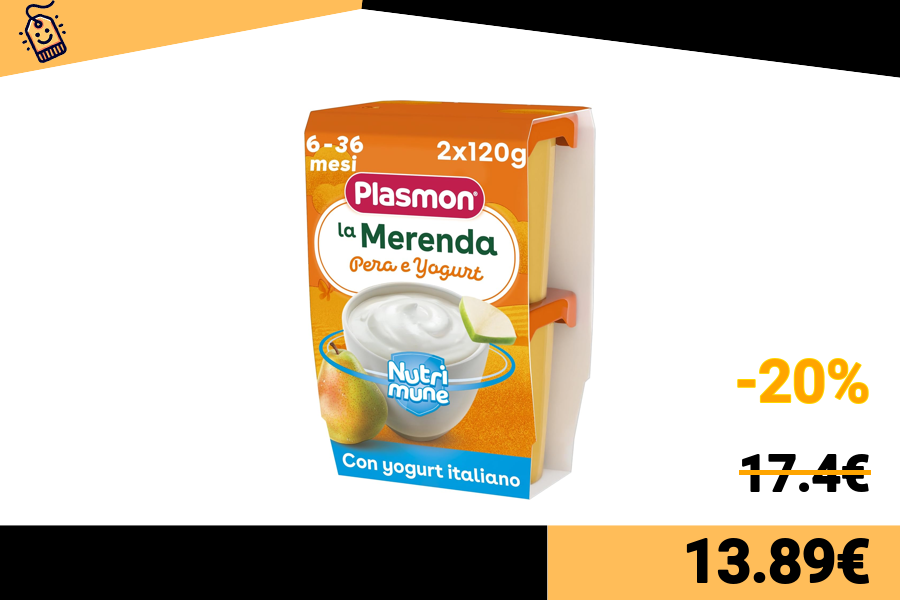 6-36
mesi
2x120g
Plasmon®
la Merenda
Pera e Yogurt
Nutri
mune
Con yogurt italiano
-20%
17.4€
13.89€